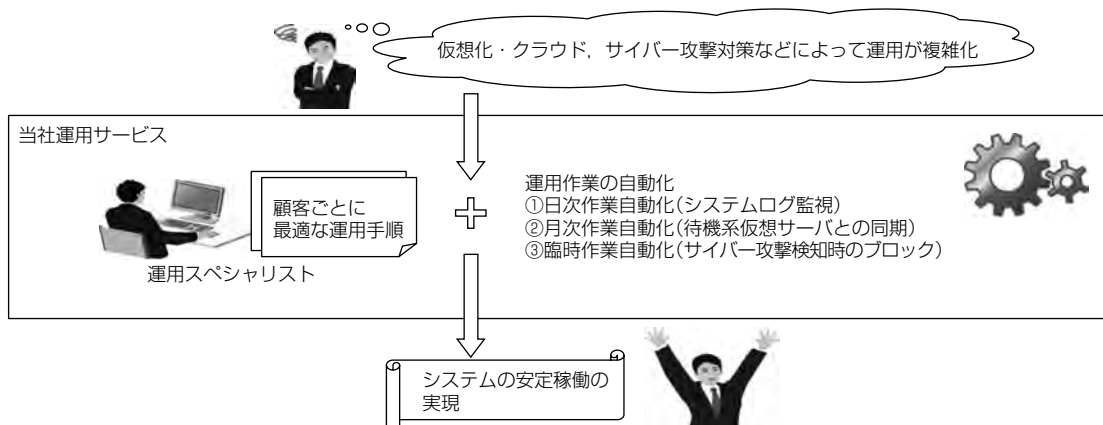 仮想化・クラウド，サイバー攻撃対策などによって運用が複雑化
当社運用サービス
顧客ごとに
最適な運用手順
運用スペシャリスト
運用作業の自動化
①日次作業自動化(システムログ監視)
②月次作業自動化(待機系仮想サーバとの同期)
③臨時作業自動化(サイバー攻撃検知時のブロック)
システムの安定稼働の
実現